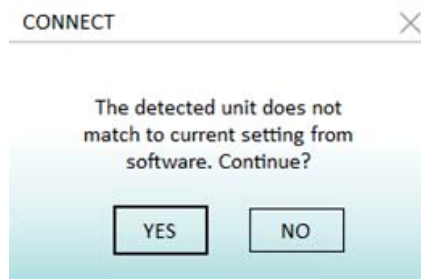 CONNECT
The detected unit does not
match to current setting from
software. Continue?
YES
NO